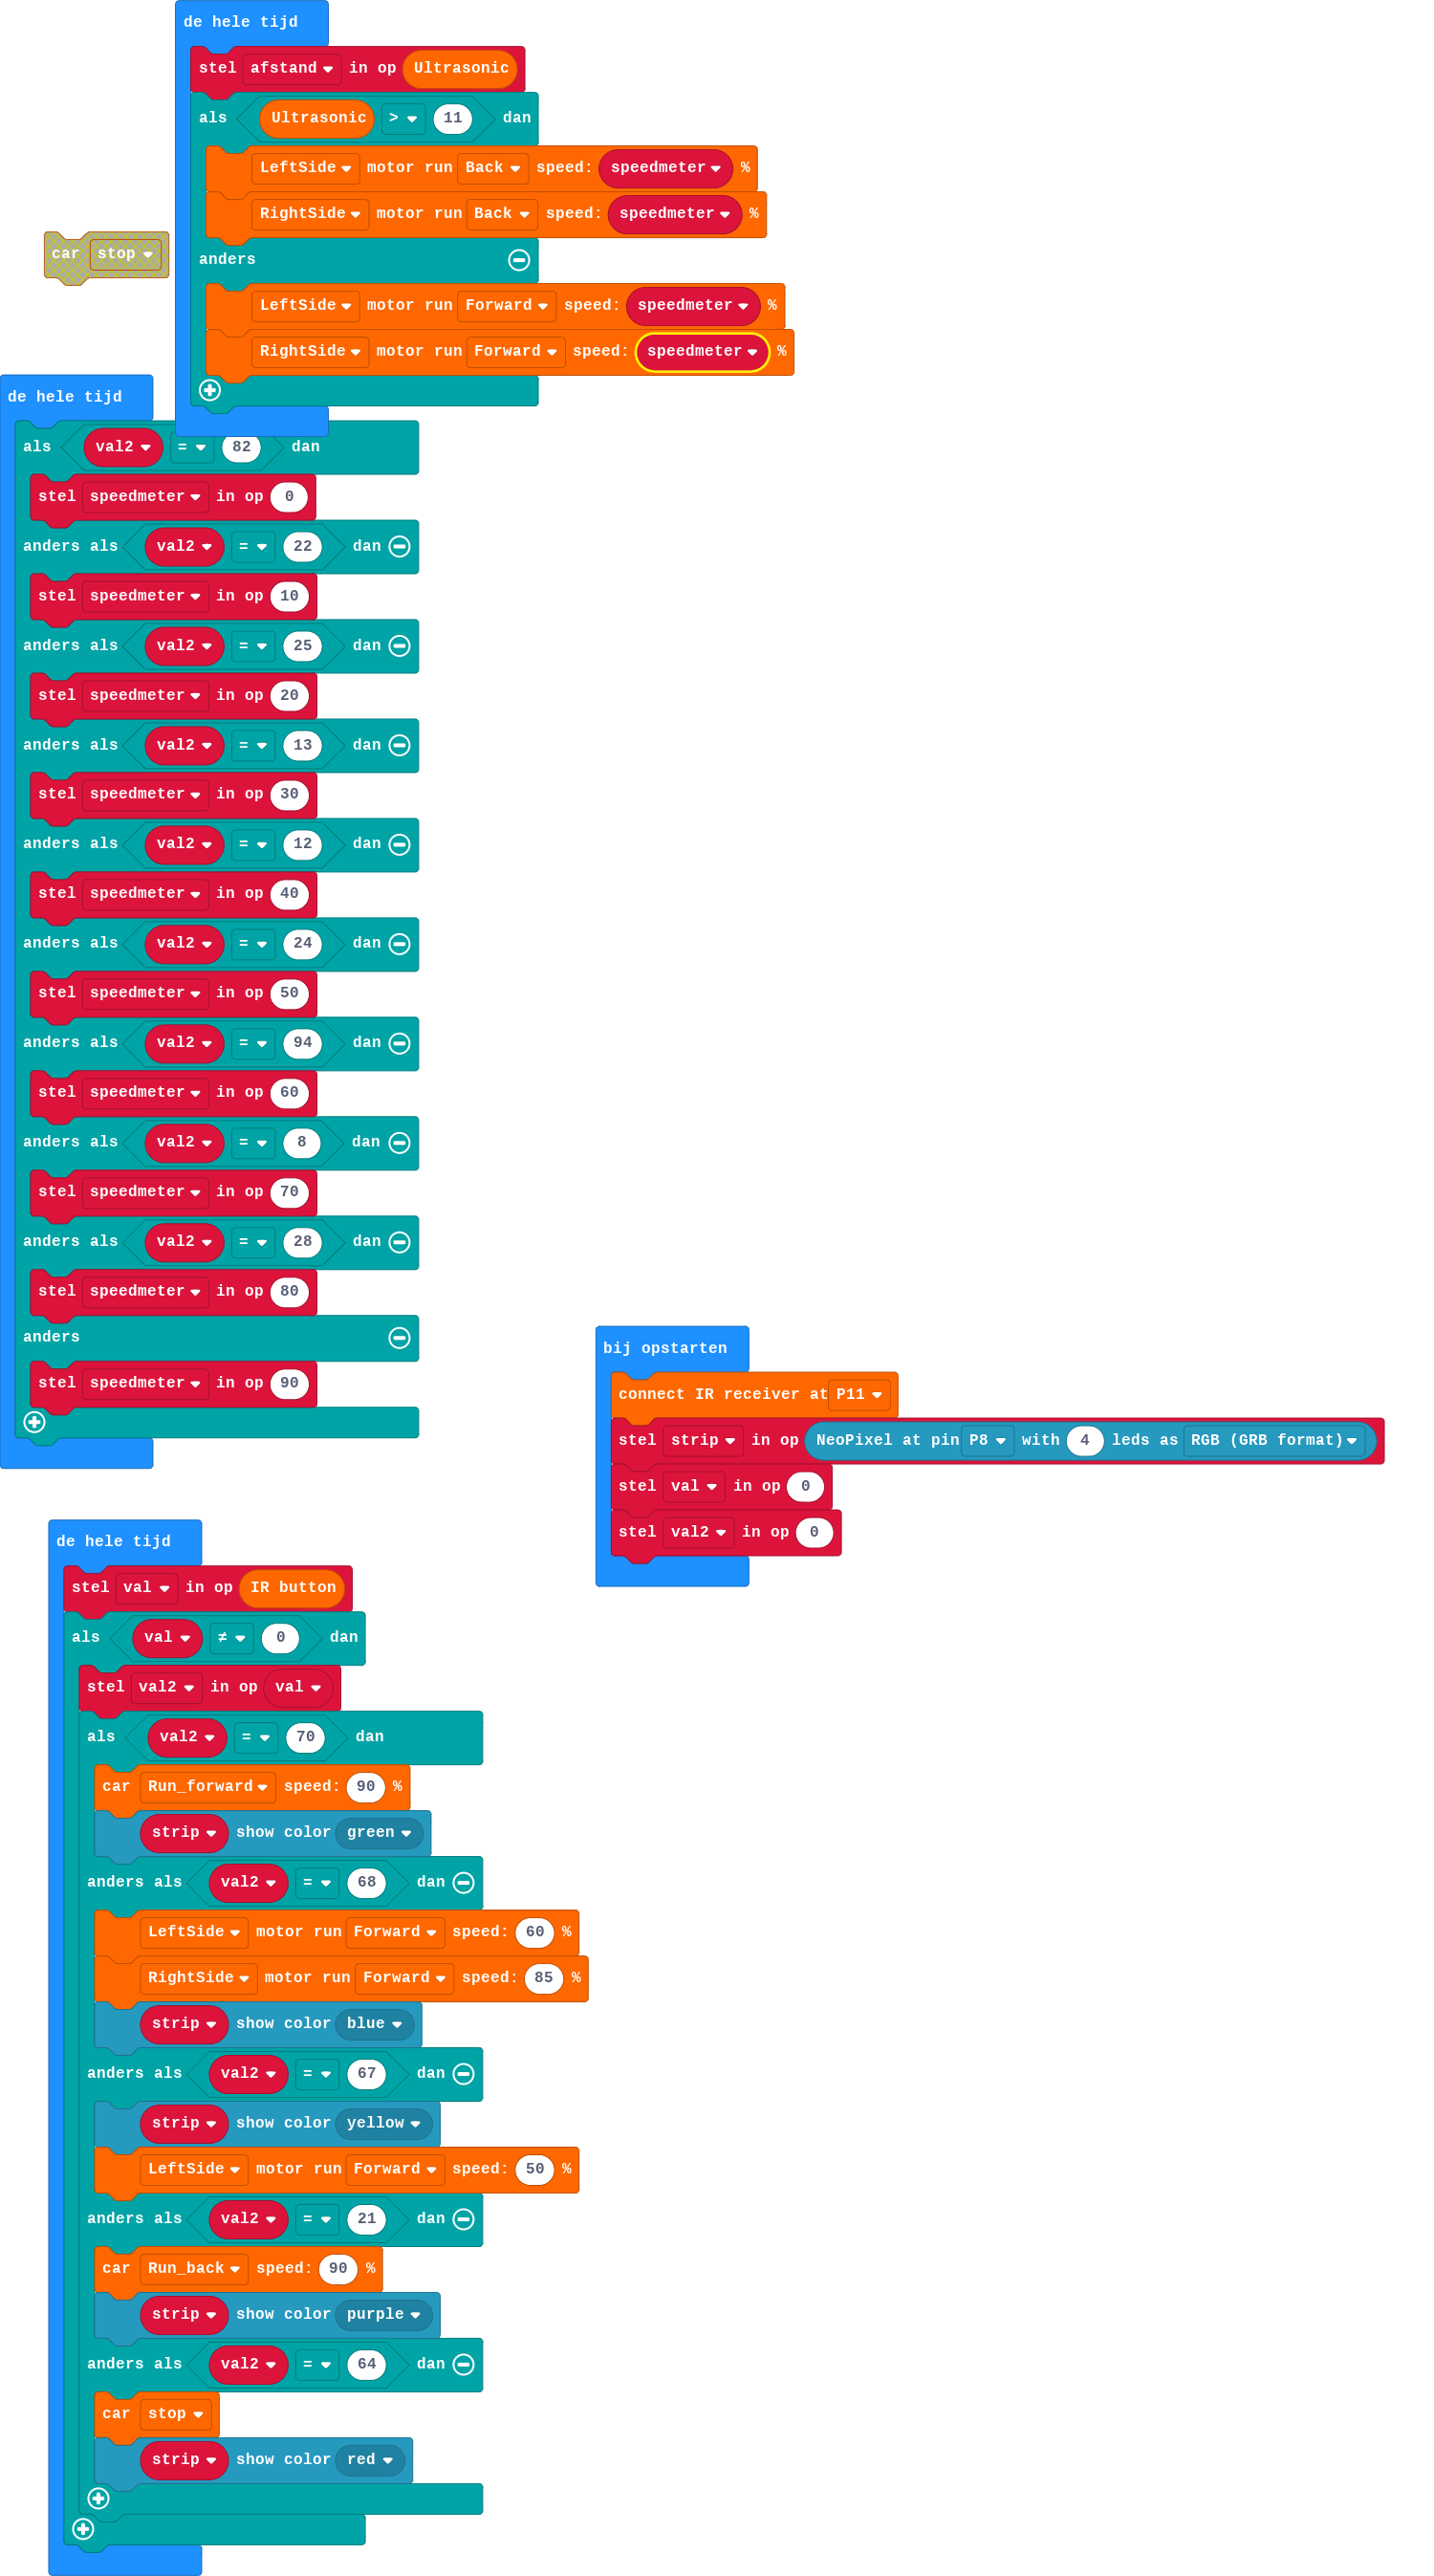 de hele tijd
stel afstand in op Ultrasonic
als Ultrasonic > 11 dan
LeftSide motor run Back speed: speedmeter %
RightSide motor run Back speed: speedmeter %
anders
LeftSide motor run Forward speed: speedmeter %
RightSide motor run Forward speed: speedmeter %
car stop
de hele tijd
als val2 = 82 dan
stel speedmeter in op 0
anders als val2 = 22 dan
stel speedmeter in op 10
anders als val2 = 25 dan
stel speedmeter in op 20
anders als val2 = 13 dan
stel speedmeter in op 30
anders als val2 = 12 dan
stel speedmeter in op 40
anders als val2 = 24 dan
stel speedmeter in op 50
anders als val2 = 94 dan
stel speedmeter in op 60
anders als val2 = 8 dan
stel speedmeter in op 70
anders als val2 = 28 dan
stel speedmeter in op 80
anders
stel speedmeter in op 90
bij opstarten
connect IR receiver at P11
stel strip in op NeoPixel at pin P8 with 4 leds as RGB (GRB format)
stel val in op 0
stel val2 in op 0
de hele tijd
stel val in op IR button
als val ≠ 0 dan
stel val2 in op val
als val2 = 70 dan
car Run_forward speed: 90 %
strip show color green
anders als val2 = 68 dan
LeftSide motor run Forward speed: 60 %
RightSide motor run Forward speed: 85 %
strip show color blue
anders als val2 = 67 dan
strip show color yellow
LeftSide motor run Forward speed: 50 %
anders als val2 = 21 dan
car Run_back speed: 90 %
strip show color purple
anders als val2 = 64 dan
car stop
strip show color red